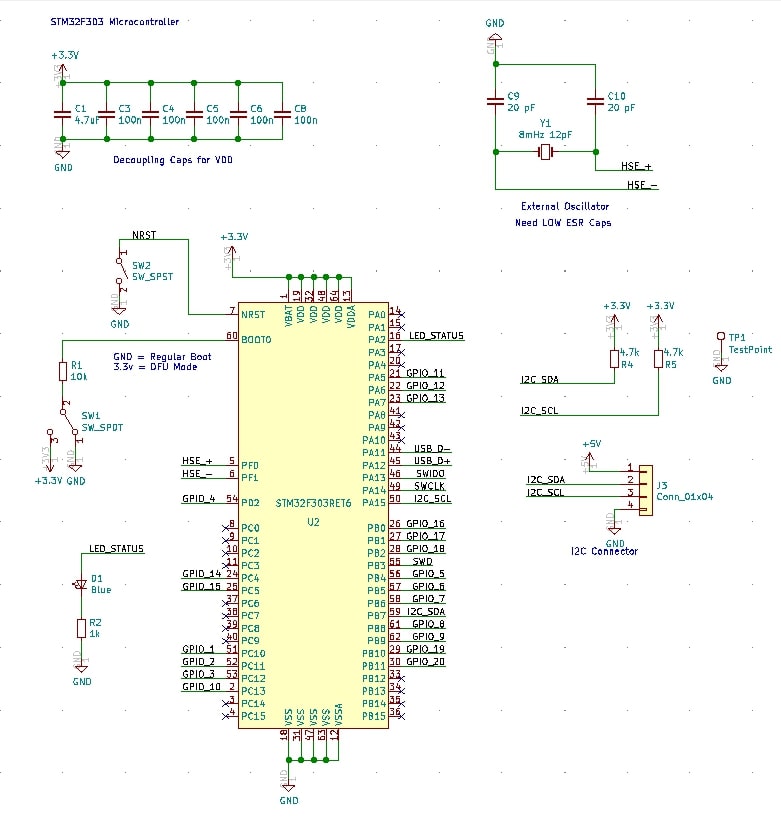 STM32F303 Microcontroller
+3.3V
C1
4.7uF
C3
100n
C4
100n
C5
100n
C6
100n
C8
100n
GND
Decoupling Caps for VDD
GND
C9
20 pF
C10
20 pF
Y1
8mHz 12pF
HSE_+
HSE_-
External Oscillator
Need LOW ESR Caps
NRST
SW2
SW_SPST
1
2
GND
+3.3V
GND = Regular Boot
3.3v = DFU Mode
R1
10k
SW1
SW_SPDT
2
3
1
+3.3V
GND
1 VBAT
19 VDD
32 VDD
48 VDD
64 VDD
13 VDDA
7 NRST
60 BOOT0
HSE_+ 5 PF0
HSE_- 6 PF1
GPIO_4 54 PD2
8 PC0
9 PC1
10 PC2
11 PC3
GPIO_14 24 PC4
GPIO_15 25 PC5
37 PC6
38 PC7
39 PC8
40 PC9
GPIO_1 51 PC10
GPIO_2 52 PC11
GPIO_3 53 PC12
GPIO_10 2 PC13
3 PC14
4 PC15
STM32F303RET6
U2
PA0 14
PA1 15
PA2 16 LED_STATUS
PA3 17
PA4 20
PA5 21 GPIO_11
PA6 22 GPIO_12
PA7 23 GPIO_13
PA8 41
PA9 42
PA10 43
PA11 44 USB_D-
PA12 45 USB_D+
PA13 46 SWDIO
PA14 49 SWCLK
PA15 50 I2C_SCL
PB0 26 GPIO_16
PB1 27 GPIO_17
PB2 28 GPIO_18
PB3 55 SWO
PB4 56 GPIO_5
PB5 57 GPIO_6
PB6 58 GPIO_7
PB7 59 I2C_SDA
PB8 61 GPIO_8
PB9 62 GPIO_9
PB10 29 GPIO_19
PB11 30 GPIO_20
PB12 33
PB13 34
PB14 35
PB15 36
18 VSS
31 VSS
47 VSS
63 VSS
12 VSSA
GND
LED_STATUS
D1
Blue
R2
1k
GND
+3.3V
+3.3V
4.7k
R4
4.7k
R5
I2C_SDA
I2C_SCL
TP1
TestPoint
GND
+5V
I2C_SDA
I2C_SCL
1
2
3
4
J3
Conn_01x04
GND
I2C Connector